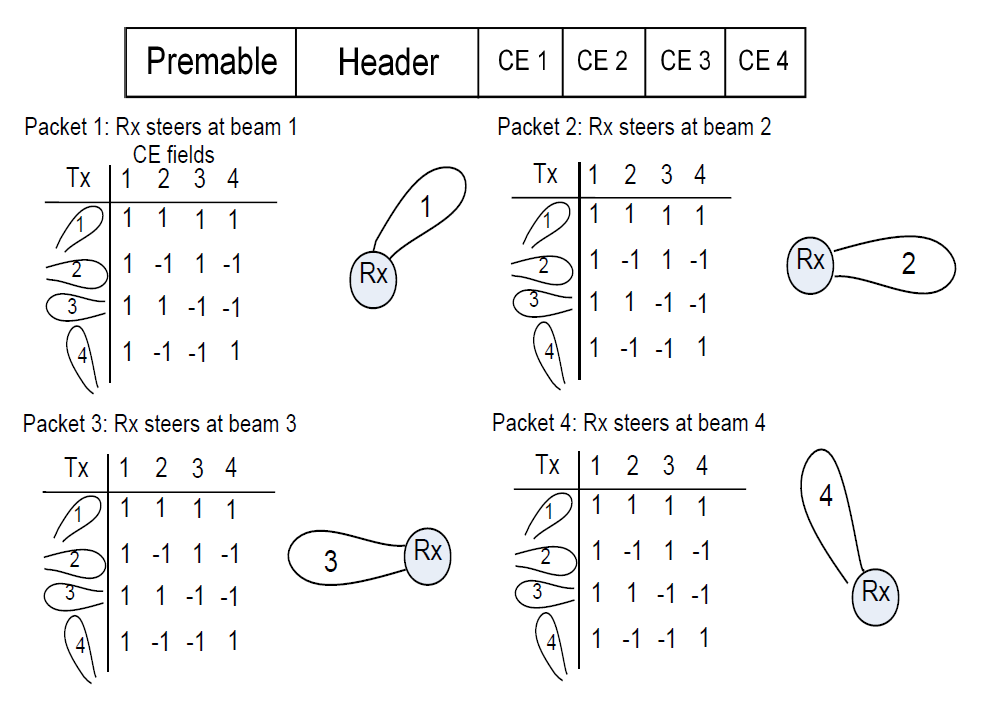 Premable Header CE 1 CE 2 CE 3 CE 4
Packet 1: Rx steers at beam 1
CE fields
Tx 1 2 3 4
1 1 1 1 1
2 1 -1 1 -1
3 1 1 -1 -1
4 1 -1 -1 1
1
Rx
Packet 2: Rx steers at beam 2
Tx 1 2 3 4
1 1 1 1 1
2 1 -1 1 -1
3 1 1 -1 -1
4 1 -1 -1 1
Rx 2
Packet 3: Rx steers at beam 3
Tx 1 2 3 4
1 1 1 1 1
2 1 -1 1 -1
3 1 1 -1 -1
4 1 -1 -1 1
3 Rx
Packet 4: Rx steers at beam 4
Tx 1 2 3 4
1 1 1 1 1
2 1 -1 1 -1
3 1 1 -1 -1
4 1 -1 -1 1
4
Rx